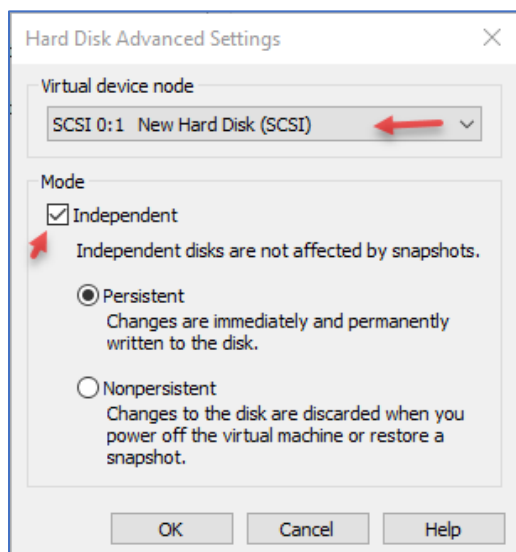 Hard Disk Advanced Settings
Virtual device node
SCSI 0:1 New Hard Disk (SCSI)
Mode
Independent
Independent disks are not affected by snapshots.
Persistent
Changes are immediately and permanently
written to the disk.
Nonpersistent
Changes to the disk are discarded when you
power off the virtual machine or restore a
snapshot.
OK
Cancel
Help